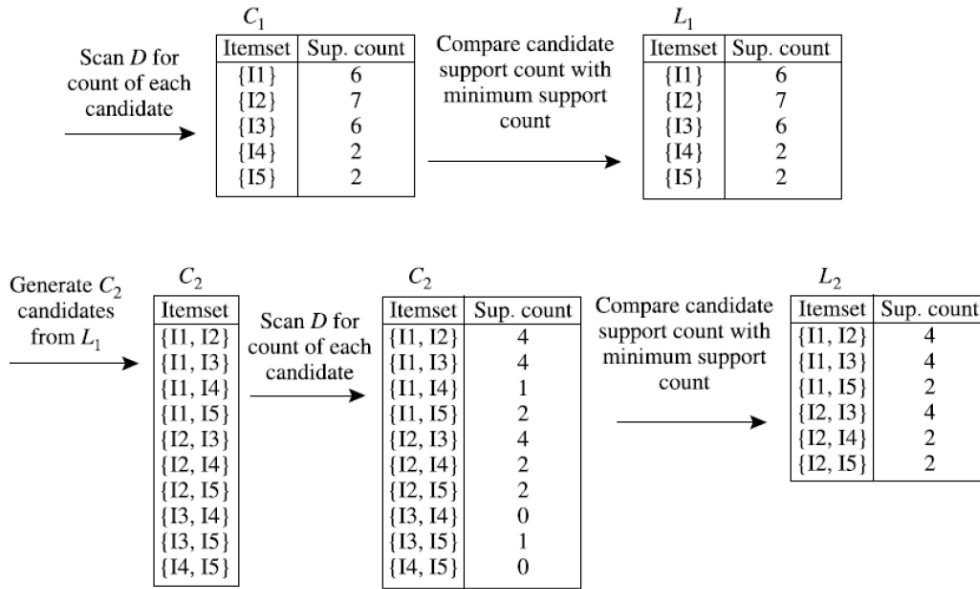 Scan D for
count of each
candidate
C1
Itemset Sup. count
{I1} 6
{I2} 7
{I3} 6
{I4} 2
{I5} 2
Compare candidate
support count with
minimum support
count
L1
Itemset Sup. count
{I1} 6
{I2} 7
{I3} 6
{I4} 2
{I5} 2
Generate C2
candidates
from L1
C2
Itemset
{I1, I2}
{I1, I3}
{I1, I4}
{I1, I5}
{I2, I3}
{I2, I4}
{I2, I5}
{I3, I4}
{I3, I5}
{I4, I5}
Scan D for
count of each
candidate
C2
Itemset Sup. count
{I1, I2} 4
{I1, I3} 4
{I1, I4} 1
{I1, I5} 2
{I2, I3} 4
{I2, I4} 2
{I2, I5} 2
{I3, I4} 0
{I3, I5} 1
{I4, I5} 0
Compare candidate
support count with
minimum support
count
L2
Itemset Sup. count
{I1, I2} 4
{I1, I3} 4
{I1, I5} 2
{I2, I3} 4
{I2, I4} 2
{I2, I5} 2